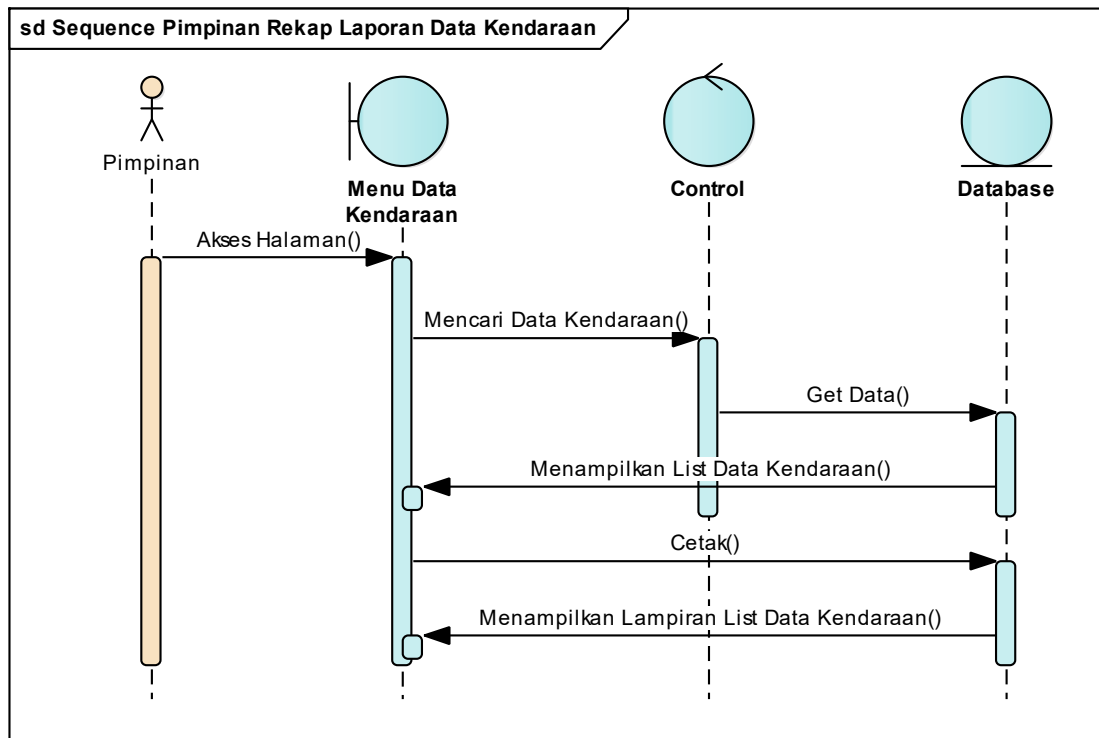 sd Sequence Pimpinan Rekap Laporan Data Kendaraan
Pimpinan
Menu Data
Kendaraan
Control
Database
Akses Halaman()
Mencari Data Kendaraan()
Get Data()
Menampilkan List Data Kendaraan()
Cetak()
Menampilkan Lampiran List Data Kendaraan()